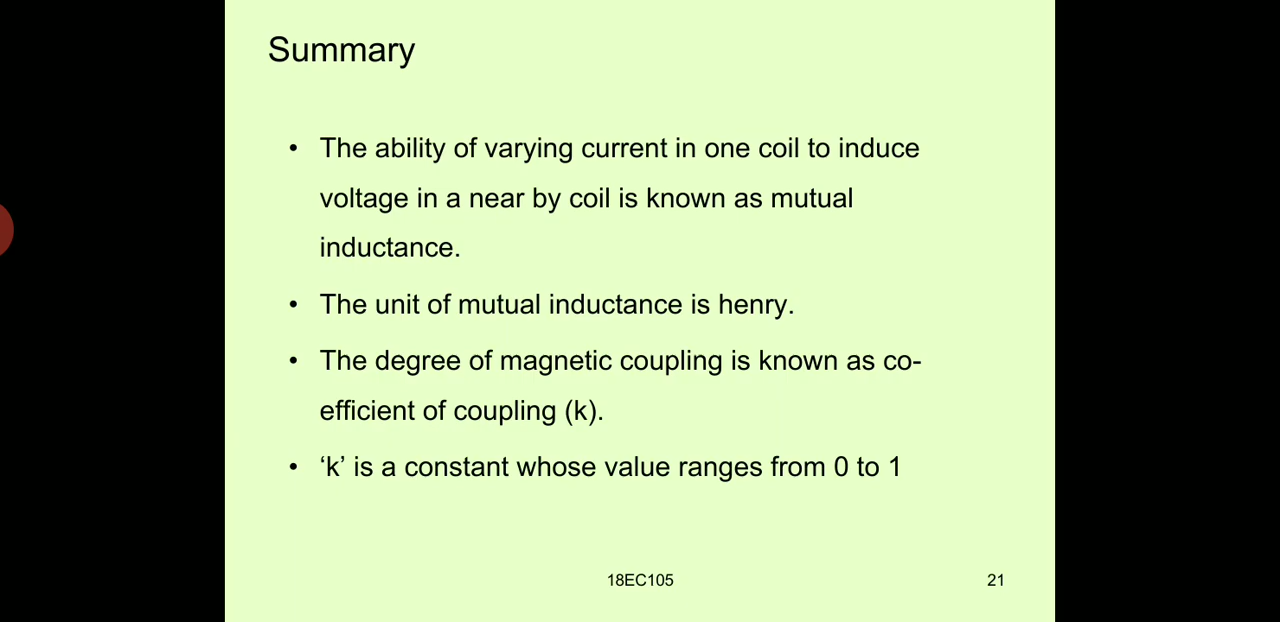 Summary
• The ability of varying current in one coil to induce
voltage in a near by coil is known as mutual
inductance.
• The unit of mutual inductance is henry.
• The degree of magnetic coupling is known as co-
efficient of coupling (k).
• ‘k’ is a constant whose value ranges from 0 to 1
18EC105
21